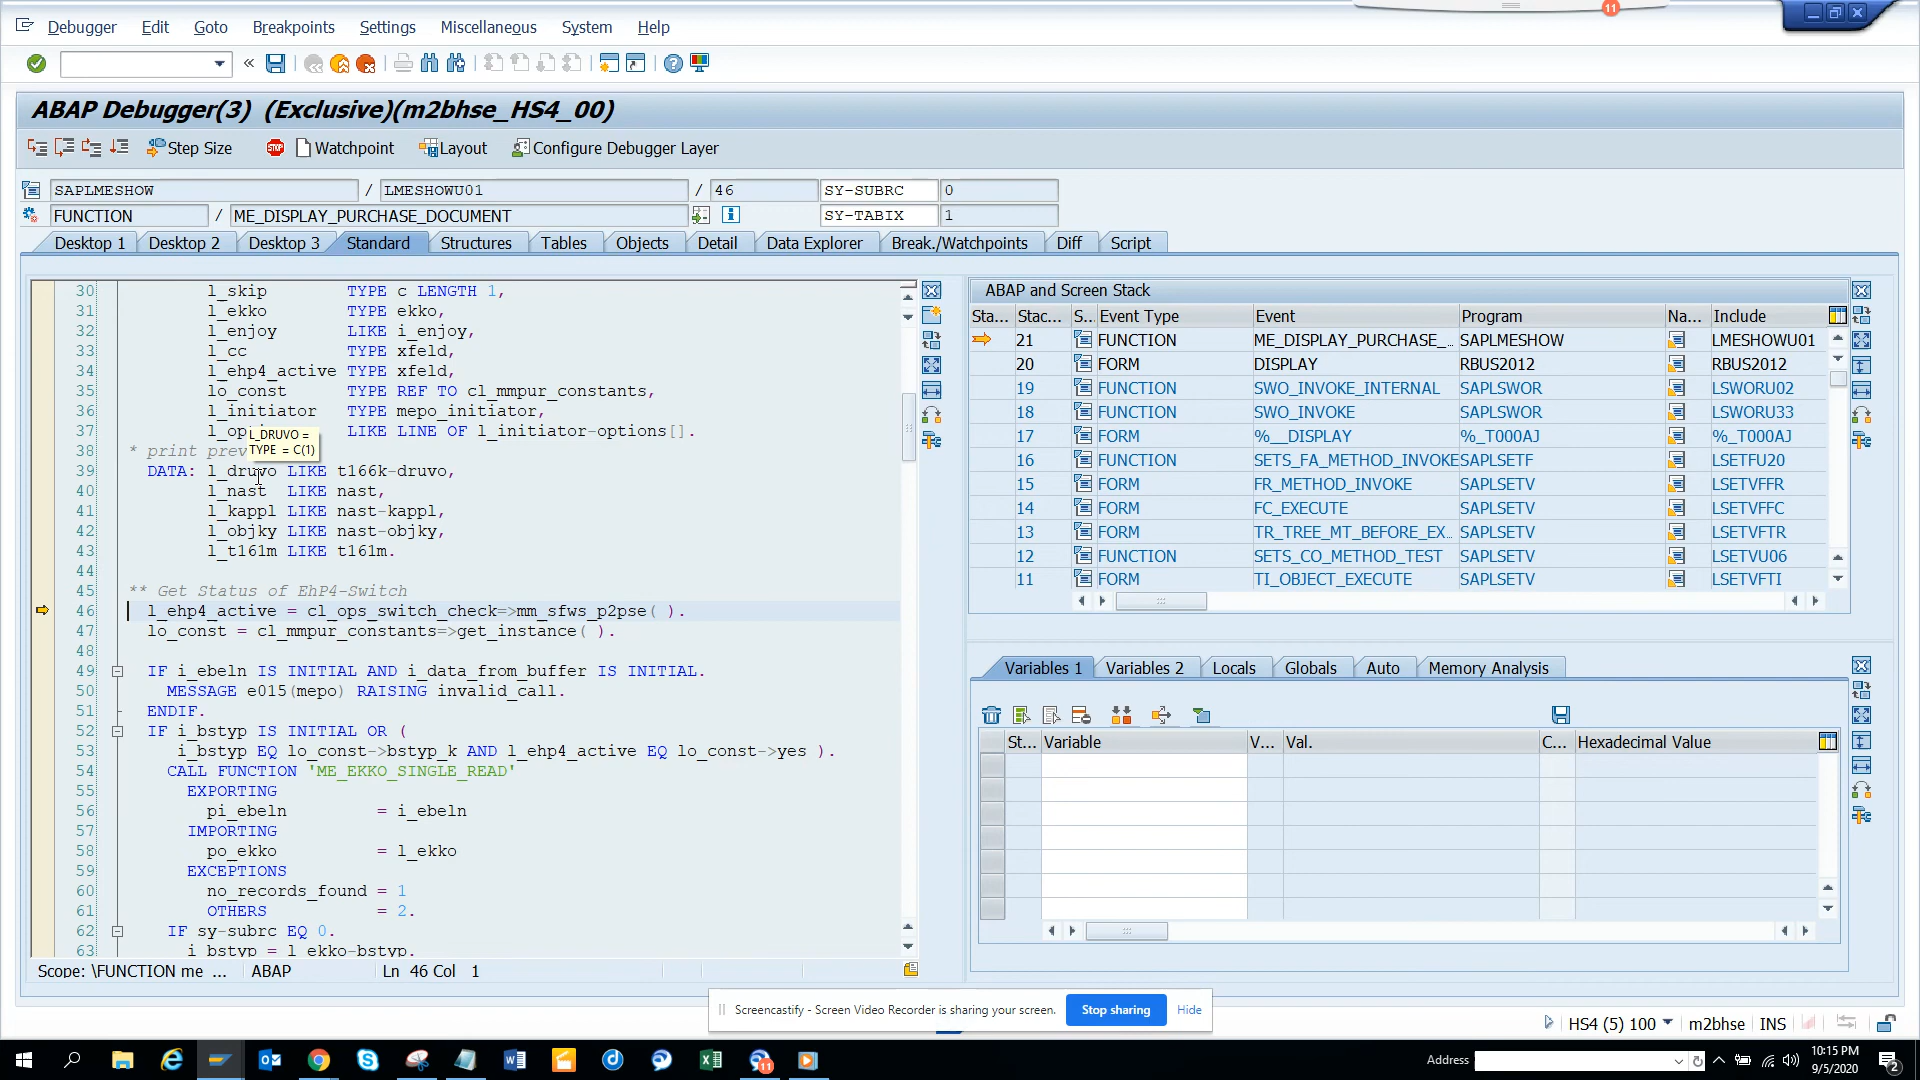 11
Debugger Edit Goto Breakpoints Settings Miscellaneous System Help
ABAP Debugger(3) (Exclusive)(m2bhse_HS4_00)
Step Size Watchpoint Layout Configure Debugger Layer
SAPLMESHOW / LMESHOWU01 / 46 SY-SUBRC 0
FUNCTION / ME_DISPLAY_PURCHASE_DOCUMENT SY-TABIX 1
Desktop 1 Desktop 2 Desktop 3 Standard Structures Tables Objects Detail Data Explorer Break./Watchpoints Diff Script
30 l_skip TYPE c LENGTH 1,
31 l_ekko TYPE ekko,
32 l_enjoy LIKE i_enjoy,
33 l_cc TYPE xfeld,
34 l_ehp4_active TYPE xfeld,
35 lo_const TYPE REF TO cl_mmpur_constants,
36 l_initiator TYPE mepo_initiator,
37 l_op LIKE LINE OF l_initiator-options[].
L_DRUVO =
TYPE = C(1)
38 * print prev
39 DATA: l_druvo LIKE t166k-druvo,
40 l_nast LIKE nast,
41 l_kappl LIKE nast-kappl,
42 l_objky LIKE nast-objky,
43 l_t161m LIKE t161m.
44
45 ** Get Status of EhP4-Switch
46 l_ehp4_active = cl_ops_switch_check=>mm_sfws_p2pse( ).
47 lo_const = cl_mmpur_constants=>get_instance( ).
48
49 IF i_ebeln IS INITIAL AND i_data_from_buffer IS INITIAL.
50 MESSAGE e015(mepo) RAISING invalid_call.
51 ENDIF.
52 IF i_bstyp IS INITIAL OR (
53 i_bstyp EQ lo_const->bstyp_k AND l_ehp4_active EQ lo_const->yes ).
54 CALL FUNCTION 'ME_EKKO_SINGLE_READ'
55 EXPORTING
56 pi_ebeln = i_ebeln
57 IMPORTING
58 po_ekko = l_ekko
59 EXCEPTIONS
60 no_records_found = 1
61 OTHERS = 2.
62 IF sy-subrc EQ 0.
63 i_bstyp = l_ekko-bstyp.
Scope: \FUNCTION me ... ABAP Ln 46 Col 1
ABAP and Screen Stack
Sta... Stac... S.. Event Type Event Program Na... Include
21 FUNCTION ME_DISPLAY_PURCHASE_... SAPLMESHOW LMESHOWU01
20 FORM DISPLAY RBUS2012 RBUS2012
19 FUNCTION SWO_INVOKE_INTERNAL SAPLSWOR LSWORU02
18 FUNCTION SWO_INVOKE SAPLSWOR LSWORU33
17 FORM %__DISPLAY %_T000AJ %_T000AJ
16 FUNCTION SETS_FA_METHOD_INVOKE SAPLSETF LSETFU20
15 FORM FR_METHOD_INVOKE SAPLSETV LSETVFFR
14 FORM FC_EXECUTE SAPLSETV LSETVFFC
13 FORM TR_TREE_MT_BEFORE_EX... SAPLSETV LSETVFTR
12 FUNCTION SETS_CO_METHOD_TEST SAPLSETV LSETVU06
11 FORM TI_OBJECT_EXECUTE SAPLSETV LSETVFTI
Variables 1 Variables 2 Locals Globals Auto Memory Analysis
St... Variable V... Val. C... Hexadecimal Value
Screencastify - Screen Video Recorder is sharing your screen. Stop sharing Hide
HS4 (5) 100 m2bhse INS
Address
11
10:15 PM
9/5/2020
2